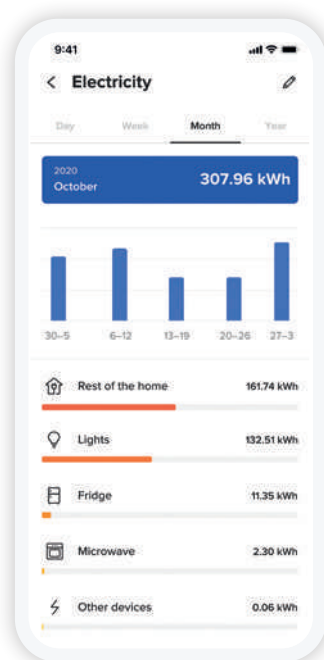 9:41
Electricity
Day Week Month Year
2020
October 307.96 kWh
30–5 6–12 13–19 20–26 27–3
Rest of the home 161.74 kWh
Lights 132.51 kWh
Fridge 11.35 kWh
Microwave 2.30 kWh
Other devices 0.06 kWh